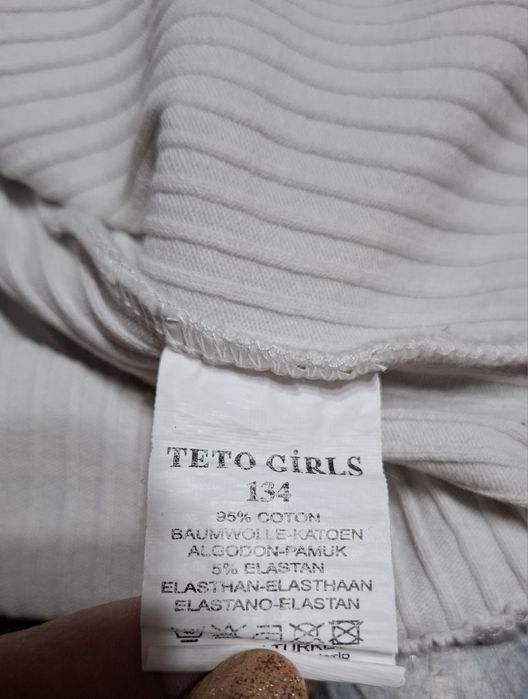 TETO GiRLS
134
95% COTON
BAUMWOLLE-KATOEN
ALGODON-PAMUK
5% ELASTAN
ELASTHAN-ELASTHAAN
ELASTANO-ELASTAN